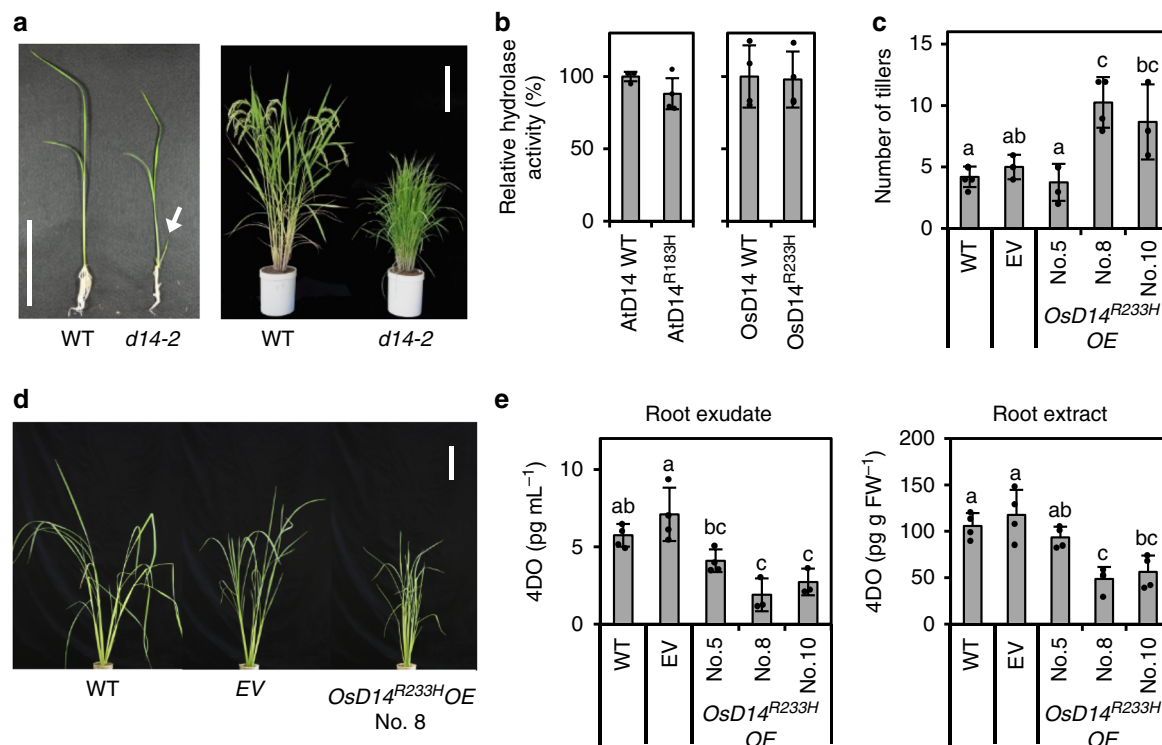 a
WT d14-2
WT d14-2
b
Relative hydrolase
activity (%)
100
50
0
AtD14 WT
AtD14R183H
OsD14 WT
OsD14R233H
c
Number of tillers
15
10
5
0
a
ab
a
c
bc
WT
EV
No.5
No.8
No.10
OsD14R233H
OE
d
WT
EV
OsD14R233HOE
No. 8
e
Root exudate
4DO (pg mL−1)
10
5
0
ab
a
bc
c
c
WT
EV
No.5
No.8
No.10
OsD14R233H
OE
Root extract
4DO (pg g FW−1)
200
150
100
50
0
a
a
ab
c
bc
WT
EV
No.5
No.8
No.10
OsD14R233H
OE